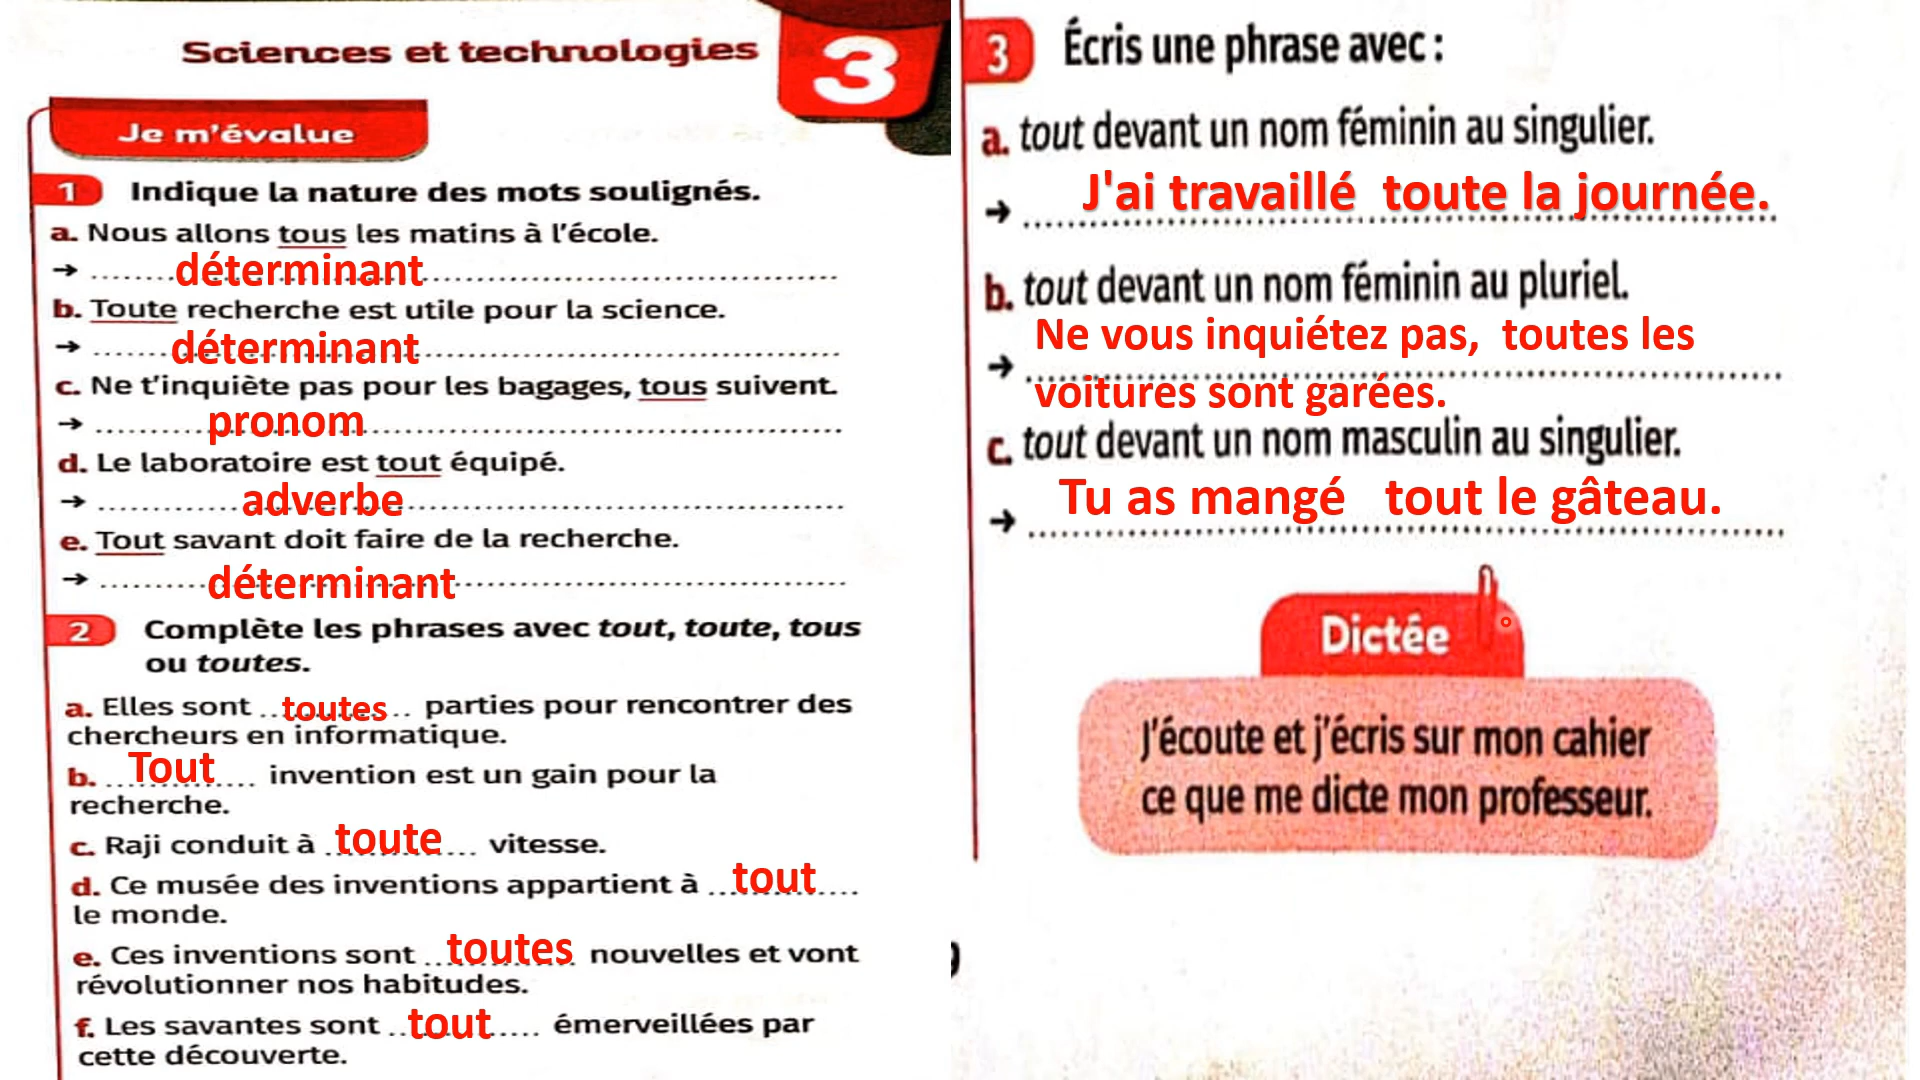 Sciences et technologies
3
Je m'évalue
1 Indique la nature des mots soulignés.
a. Nous allons tous les matins à l'école.
→ déterminant
b. Toute recherche est utile pour la science.
→ déterminant
c. Ne t'inquiète pas pour les bagages, tous suivent.
→ pronom
d. Le laboratoire est tout équipé.
→ adverbe
e. Tout savant doit faire de la recherche.
→ déterminant
2 Complète les phrases avec tout, toute, tous
ou toutes.
a. Elles sont ..toutes.. parties pour rencontrer des
chercheurs en informatique.
b. Tout invention est un gain pour la
recherche.
c. Raji conduit à toute vitesse.
d. Ce musée des inventions appartient à tout
le monde.
e. Ces inventions sont toutes nouvelles et vont
révolutionner nos habitudes.
f. Les savantes sont tout émerveillées par
cette découverte.
3 Écris une phrase avec :
a. tout devant un nom féminin au singulier.
→ J'ai travaillé toute la journée.
b. tout devant un nom féminin au pluriel.
Ne vous inquiétez pas, toutes les
→ voitures sont garées.
c. tout devant un nom masculin au singulier.
→ Tu as mangé tout le gâteau.
Dictée
J'écoute et j'écris sur mon cahier
ce que me dicte mon professeur.